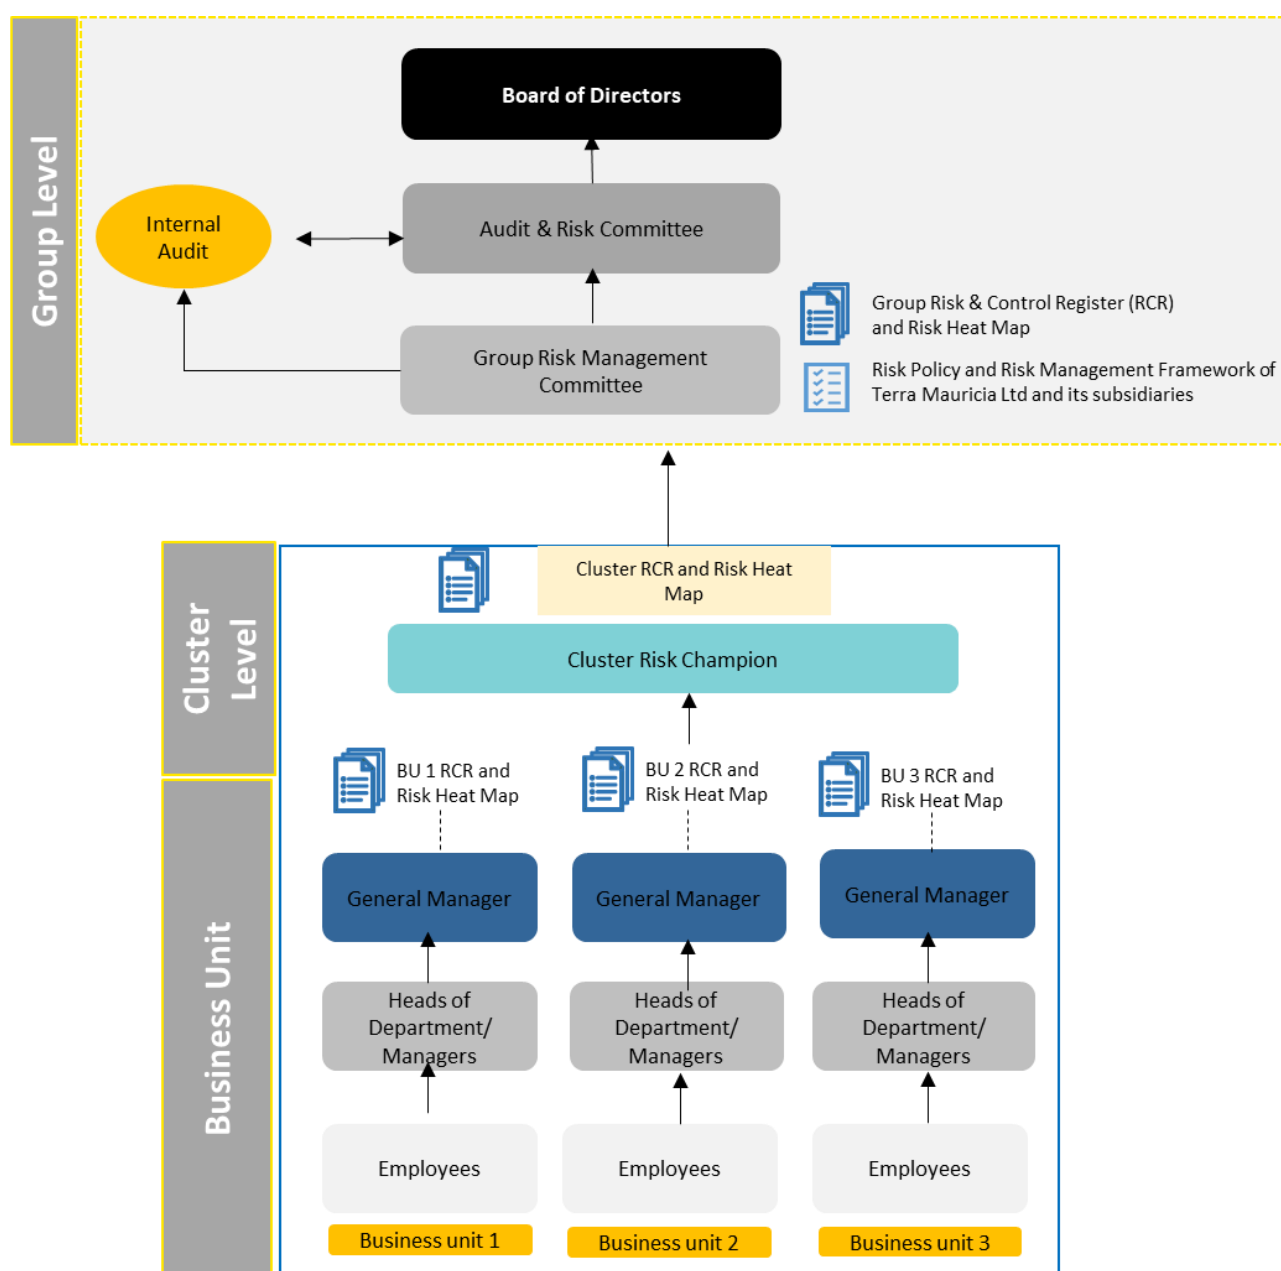 Group Level
Board of Directors
Internal
Audit
Audit & Risk Committee
Group Risk Management
Committee
Group Risk & Control Register (RCR)
and Risk Heat Map
Risk Policy and Risk Management Framework of
Terra Mauricia Ltd and its subsidiaries
Cluster
Level
Cluster RCR and Risk Heat
Map
Cluster Risk Champion
Business Unit
BU 1 RCR and
Risk Heat Map
BU 2 RCR and
Risk Heat Map
BU 3 RCR and
Risk Heat Map
General Manager
General Manager
General Manager
Heads of
Department/
Managers
Heads of
Department/
Managers
Heads of
Department/
Managers
Employees
Employees
Employees
Business unit 1
Business unit 2
Business unit 3